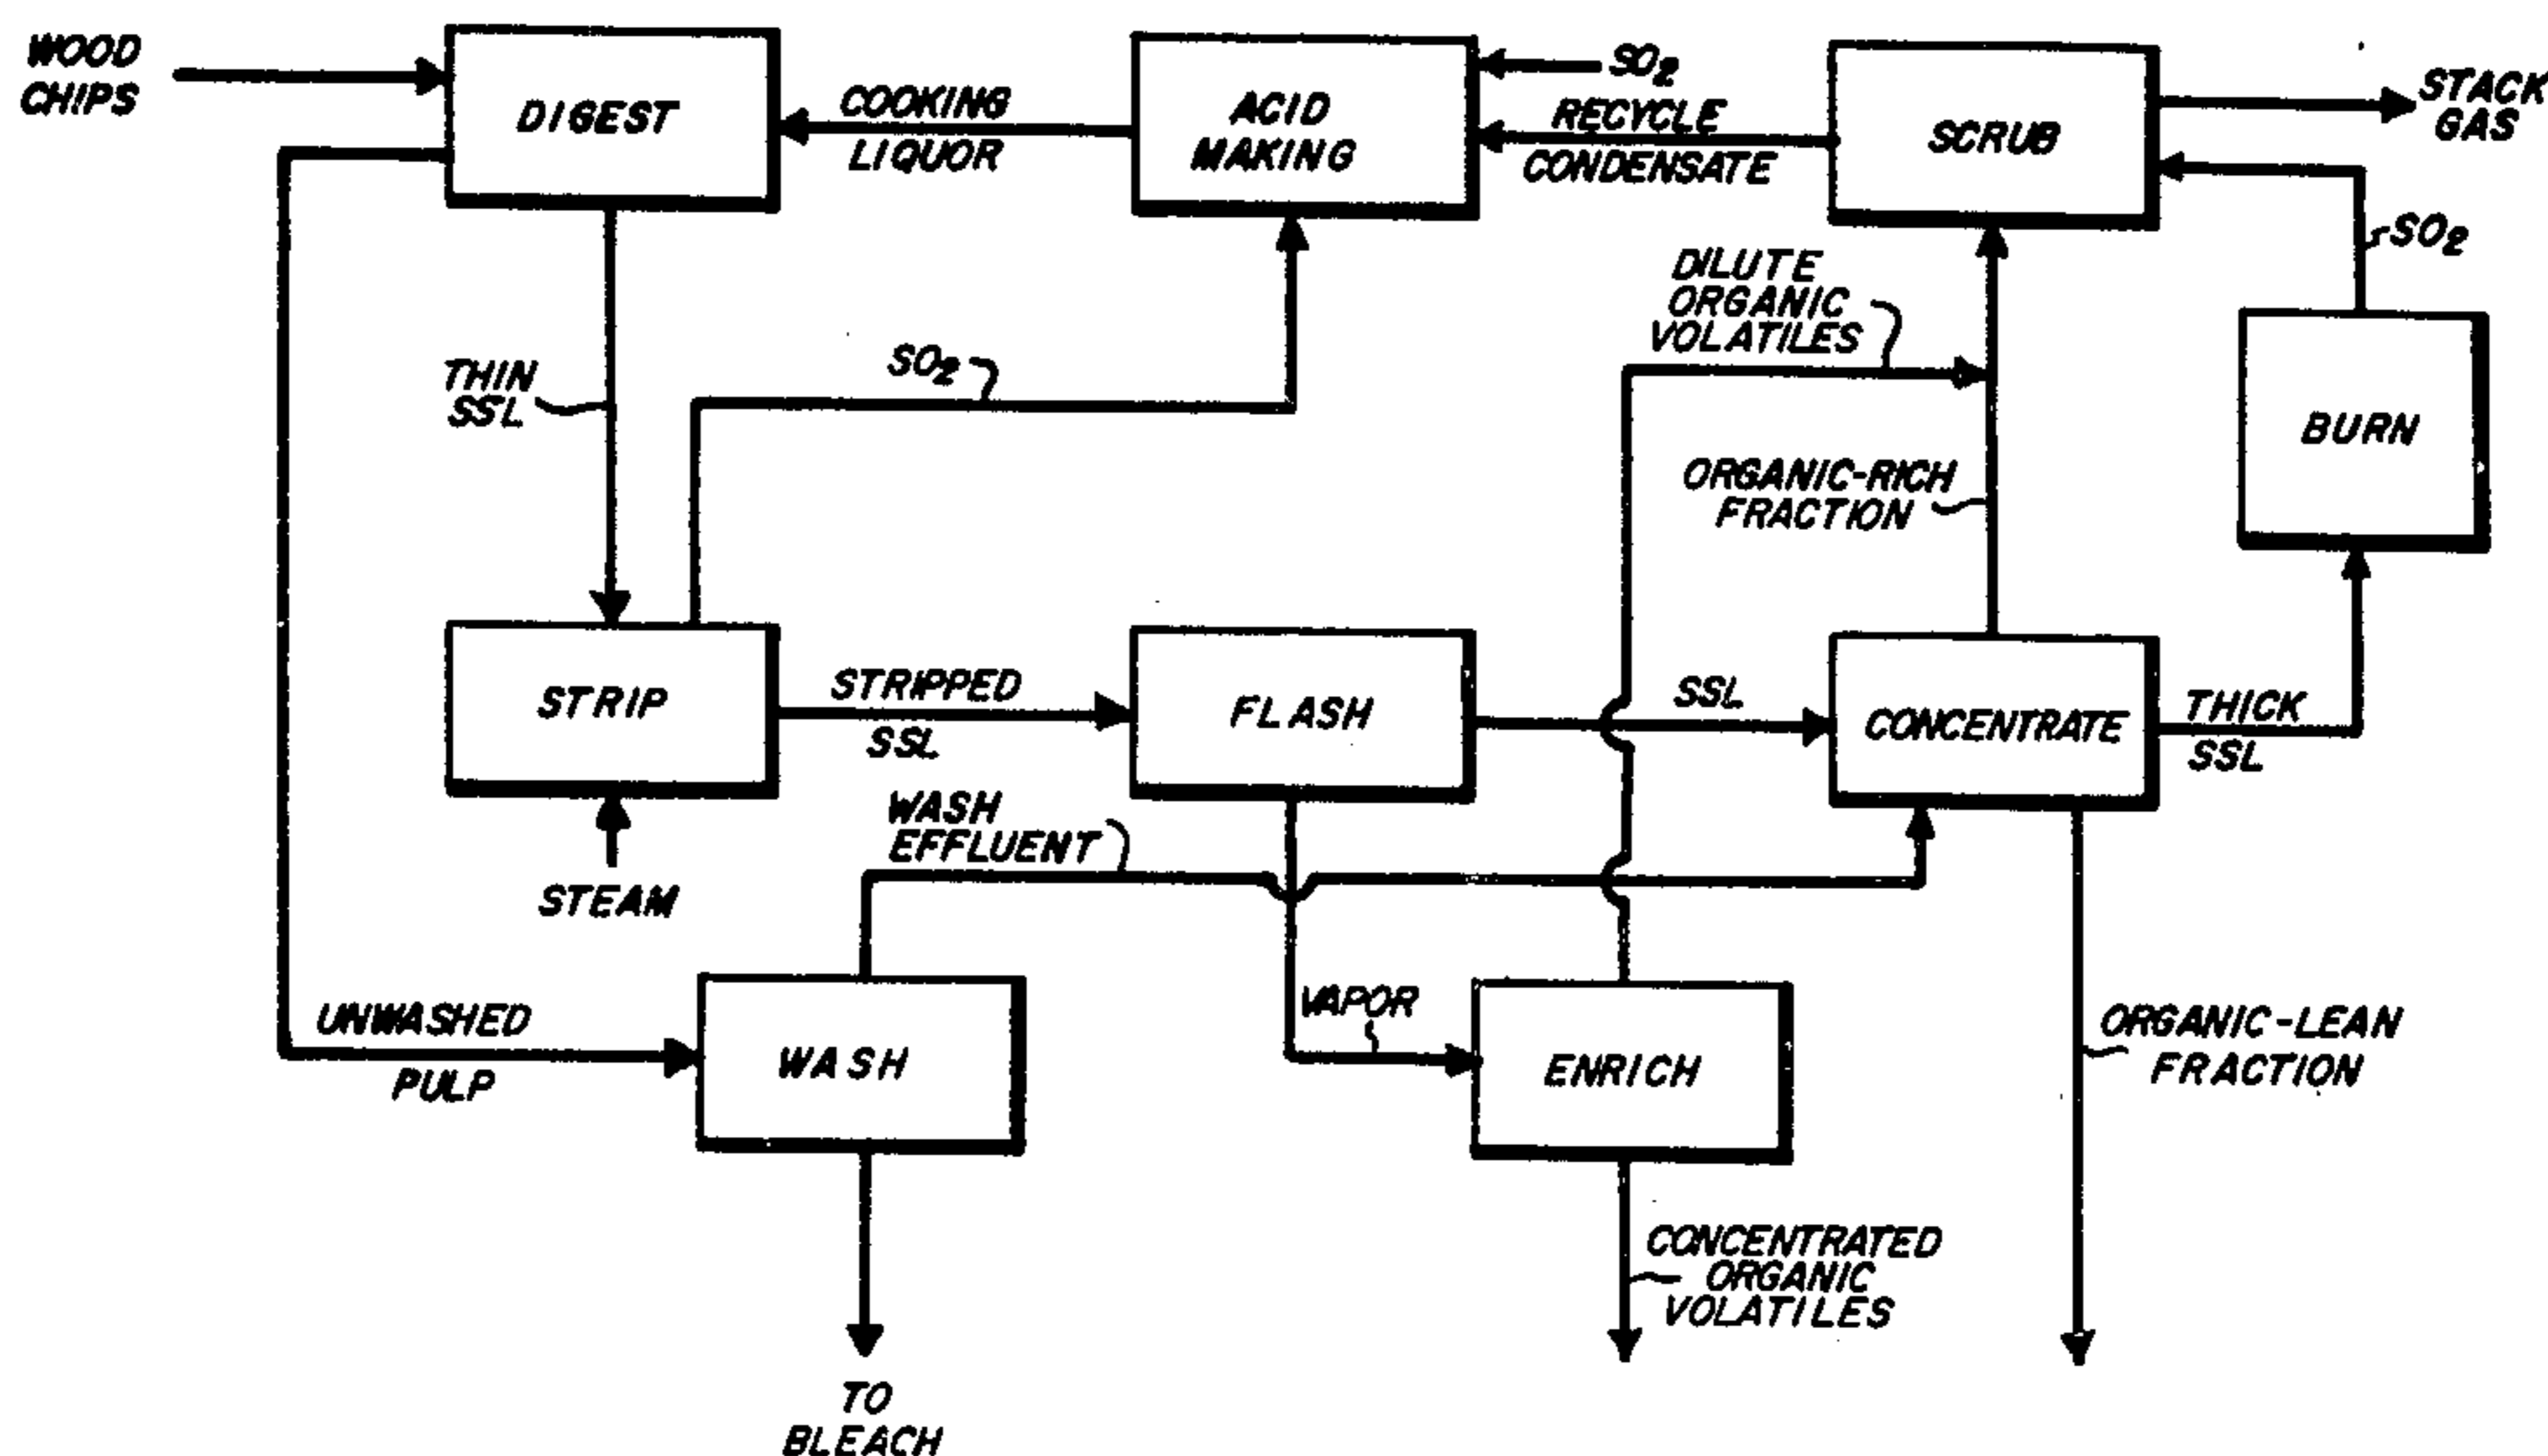 WOOD
CHIPS
DIGEST
COOKING
LIQUOR
ACID
MAKING
SO2
RECYCLE
CONDENSATE
SCRUB
STACK
GAS
SO2
DILUTE
ORGANIC
VOLATILES
THIN
SSL
SO2
BURN
ORGANIC-RICH
FRACTION
STRIP
STRIPPED
SSL
FLASH
SSL
CONCENTRATE
THICK
SSL
WASH
EFFLUENT
STEAM
UNWASHED
PULP
WASH
VAPOR
ENRICH
ORGANIC-LEAN
FRACTION
CONCENTRATED
ORGANIC
VOLATILES
TO
BLEACH